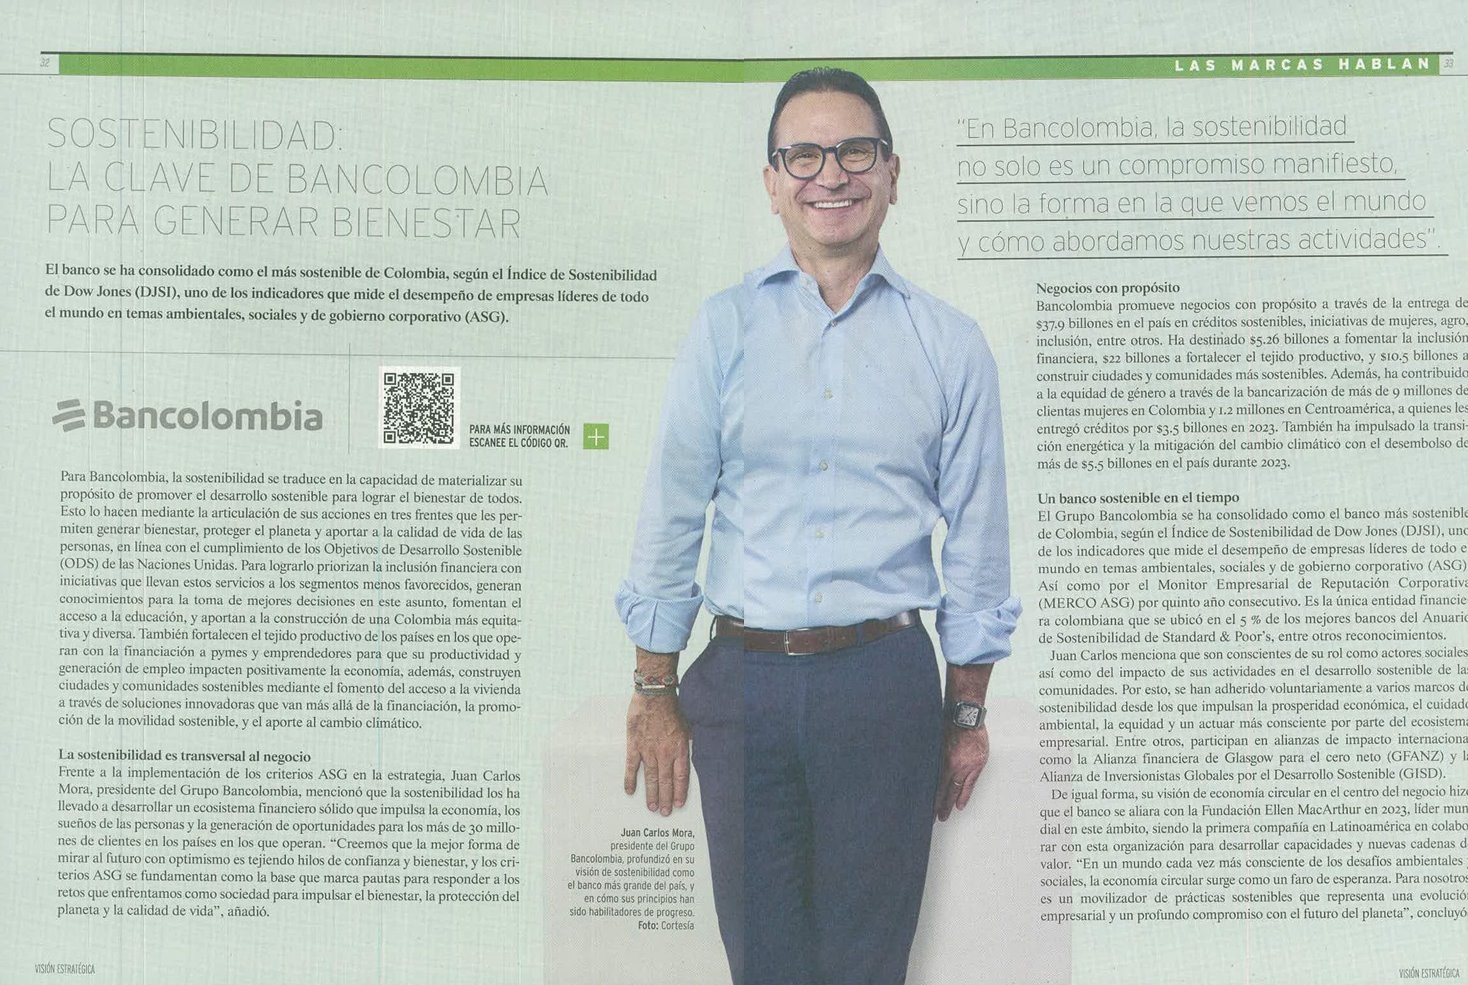 32
LAS MARCAS HABLAN 33
SOSTENIBILIDAD:
LA CLAVE DE BANCOLOMBIA
PARA GENERAR BIENESTAR
El banco se ha consolidado como el más sostenible de Colombia, según el Índice de Sostenibilidad
de Dow Jones (DJSI), uno de los indicadores que mide el desempeño de empresas líderes de todo
el mundo en temas ambientales, sociales y de gobierno corporativo (ASG).
Bancolombia
PARA MÁS INFORMACIÓN
ESCANEE EL CÓDIGO QR.
Para Bancolombia, la sostenibilidad se traduce en la capacidad de materializar su
propósito de promover el desarrollo sostenible para lograr el bienestar de todos.
Esto lo hacen mediante la articulación de sus acciones en tres frentes que les per-
miten generar bienestar, proteger el planeta y aportar a la calidad de vida de las
personas, en línea con el cumplimiento de los Objetivos de Desarrollo Sostenible
(ODS) de las Naciones Unidas. Para lograrlo priorizan la inclusión financiera con
iniciativas que llevan estos servicios a los segmentos menos favorecidos, generan
conocimientos para la toma de mejores decisiones en este asunto, fomentan el
acceso a la educación, y aportan a la construcción de una Colombia más equita-
tiva y diversa. También fortalecen el tejido productivo de los países en los que ope-
ran con la financiación a pymes y emprendedores para que su productividad y
generación de empleo impacten positivamente la economía, además, construyen
ciudades y comunidades sostenibles mediante el fomento del acceso a la vivienda
a través de soluciones innovadoras que van más allá de la financiación, la promo-
ción de la movilidad sostenible, y el aporte al cambio climático.
La sostenibilidad es transversal al negocio
Frente a la implementación de los criterios ASG en la estrategia, Juan Carlos
Mora, presidente del Grupo Bancolombia, mencionó que la sostenibilidad los ha
llevado a desarrollar un ecosistema financiero sólido que impulsa la economía, los
sueños de las personas y la generación de oportunidades para los más de 30 millo-
nes de clientes en los países en los que operan. “Creemos que la mejor forma de
mirar al futuro con optimismo es tejiendo hilos de confianza y bienestar, y los cri-
terios ASG se fundamentan como la base que marca pautas para responder a los
retos que enfrentamos como sociedad para impulsar el bienestar, la protección del
planeta y la calidad de vida”, añadió.
Juan Carlos Mora,
presidente del Grupo
Bancolombia, profundizó en su
visión de sostenibilidad como
el banco más grande del país, y
en cómo sus principios han
sido habilitadores de progreso.
Foto: Cortesía
“En Bancolombia, la sostenibilidad
no solo es un compromiso manifiesto,
sino la forma en la que vemos el mundo
y cómo abordamos nuestras actividades”.
Negocios con propósito
Bancolombia promueve negocios con propósito a través de la entrega de
$37.9 billones en el país en créditos sostenibles, iniciativas de mujeres, agro,
inclusión, entre otros. Ha destinado $5.26 billones a fomentar la inclusión
financiera, $22 billones a fortalecer el tejido productivo, y $10.5 billones a
construir ciudades y comunidades más sostenibles. Además, ha contribuido
a la equidad de género a través de la bancarización de más de 9 millones de
clientas mujeres en Colombia y 1.2 millones en Centroamérica, a quienes les
entregó créditos por $3.5 billones en 2023. También ha impulsado la transi-
ción energética y la mitigación del cambio climático con el desembolso de
más de $5.5 billones en el país durante 2023.
Un banco sostenible en el tiempo
El Grupo Bancolombia se ha consolidado como el banco más sostenible
de Colombia, según el Índice de Sostenibilidad de Dow Jones (DJSI), uno
de los indicadores que mide el desempeño de empresas líderes de todo e
mundo en temas ambientales, sociales y de gobierno corporativo (ASG)
Así como por el Monitor Empresarial de Reputación Corporativa
(MERCO ASG) por quinto año consecutivo. Es la única entidad financie-
ra colombiana que se ubicó en el 5 % de los mejores bancos del Anuario
de Sostenibilidad de Standard & Poor’s, entre otros reconocimientos.
Juan Carlos menciona que son conscientes de su rol como actores sociales,
así como del impacto de sus actividades en el desarrollo sostenible de las
comunidades. Por esto, se han adherido voluntariamente a varios marcos de
sostenibilidad desde los que impulsan la prosperidad económica, el cuidado
ambiental, la equidad y un actuar más consciente por parte del ecosistema
empresarial. Entre otros, participan en alianzas de impacto internaciona
como la Alianza financiera de Glasgow para el cero neto (GFANZ) y la
Alianza de Inversionistas Globales por el Desarrollo Sostenible (GISD).
De igual forma, su visión de economía circular en el centro del negocio hizo
que el banco se aliara con la Fundación Ellen MacArthur en 2023, líder mun
dial en este ámbito, siendo la primera compañía en Latinoamérica en colabo
rar con esta organización para desarrollar capacidades y nuevas cadenas d
valor. “En un mundo cada vez más consciente de los desafíos ambientales
sociales, la economía circular surge como un faro de esperanza. Para nosotros
es un movilizador de prácticas sostenibles que representa una evolució
empresarial y un profundo compromiso con el futuro del planeta”, concluyó
VISIÓN ESTRATÉGICA
VISIÓN ESTRATÉGICA